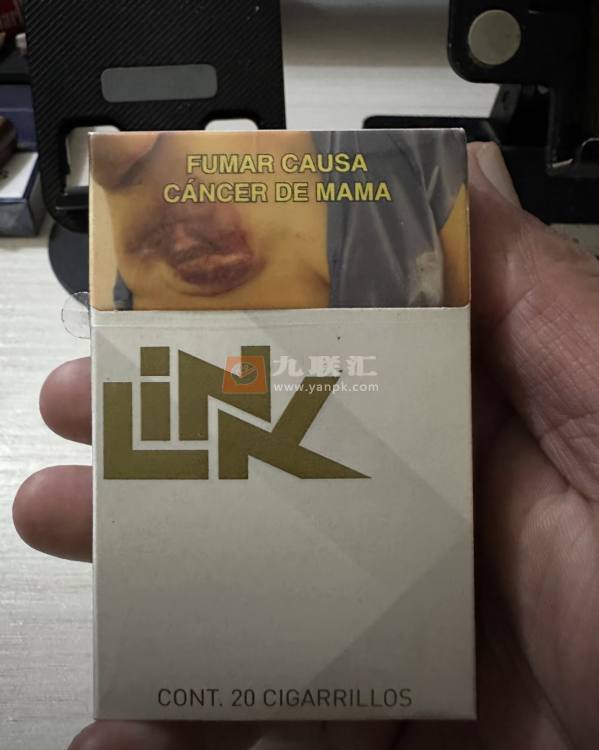 FUMAR CAUSA
CÁNCER DE MAMA
LINK
九联汇
www.yanpk.com
CONT. 20 CIGARRILLOS